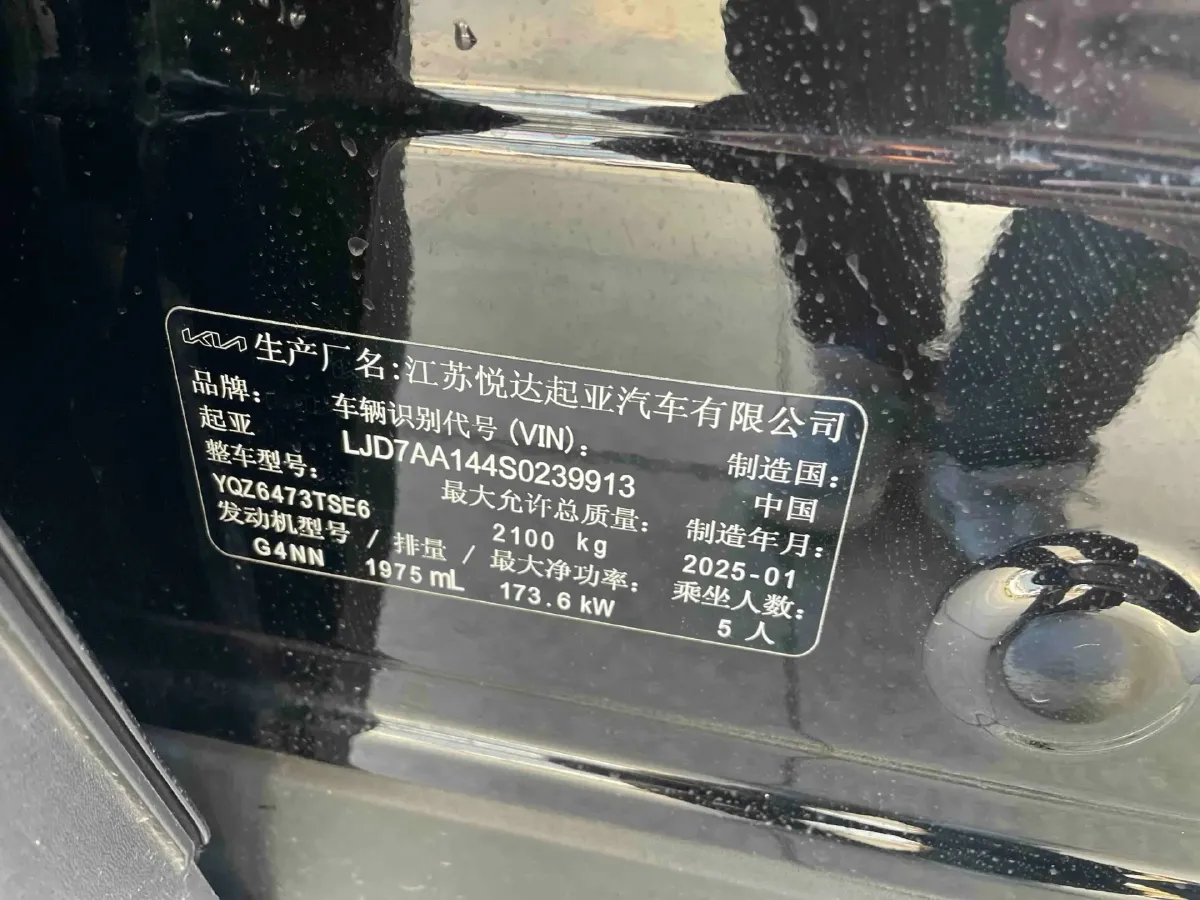 KIA 生产厂名:江苏悦达起亚汽车有限公司
品牌: 车辆识别代号 (VIN): 制造国:
起亚 LJD7AA144S0239913 中国
整车型号: 最大允许总质量: 制造年月:
YQZ6473TSE6 2100 kg 2025-01
发动机型号 / 排量 / 最大净功率: 乘坐人数:
G4NN 1975 mL 173.6 kW 5 人